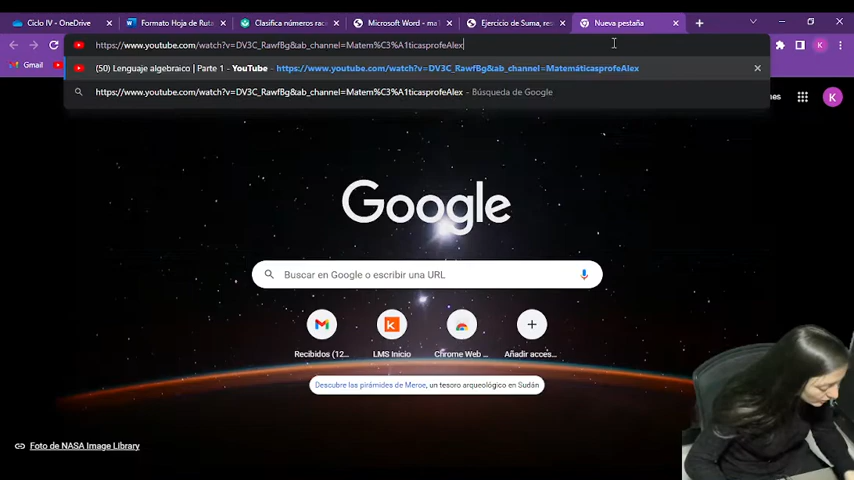 Ciclo IV - OneDrive
Formato Hoja de Ruta
Clasifica números raci
Microsoft Word - ma
Ejercicio de Suma, res
Nueva pestaña
https://www.youtube.com/watch?v=DV3C_RawfBg&ab_channel=Matem%C3%A1ticasprofeAlex
K
Gmail
(50) Lenguaje algebraico | Parte 1 - YouTube - https://www.youtube.com/watch?v=DV3C_RawfBg&ab_channel=MatemáticasprofeAlex
https://www.youtube.com/watch?v=DV3C_RawfBg&ab_channel=Matem%C3%A1ticasprofeAlex - Búsqueda de Google
K
Google
Buscar en Google o escribir una URL
Recibidos (12...
LMS Inicio
Chrome Web ...
Añadir acces...
Descubre las pirámides de Meroe, un tesoro arqueológico en Sudán
Foto de NASA Image Library